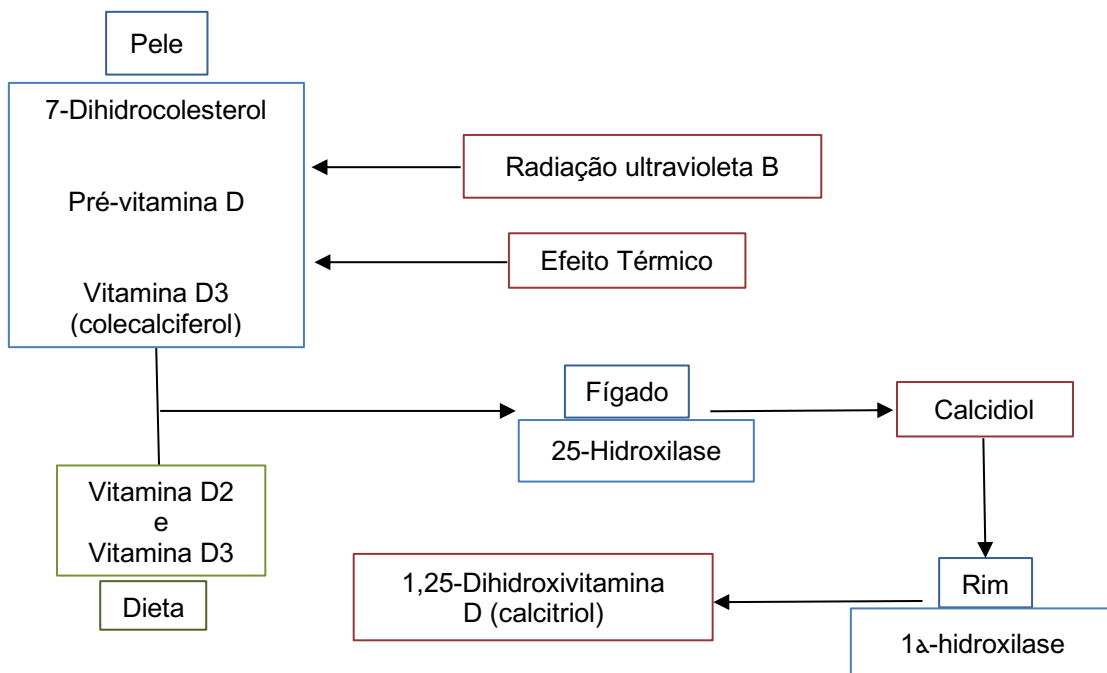 Pele
7-Dihidrocolesterol
Radiação ultravioleta B
Pré-vitamina D
Efeito Térmico
Vitamina D3
(colecalciferol)
Fígado
25-Hidroxilase
Calcidiol
Vitamina D2
e
Vitamina D3
Dieta
Rim
1ձ-hidroxilase
1,25-Dihidroxivitamina
D (calcitriol)